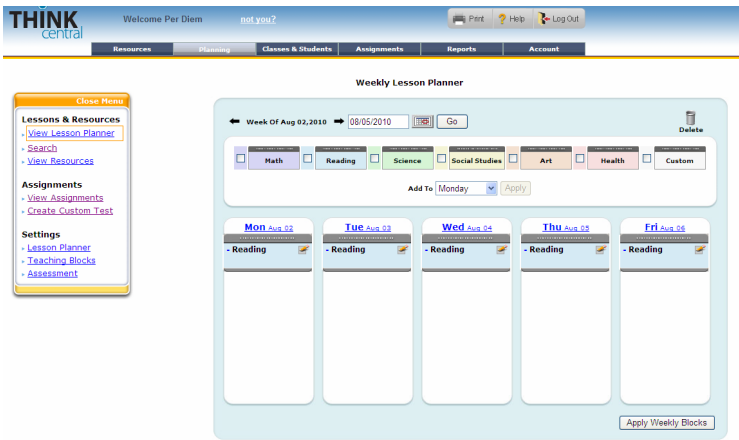 THINK
central
Welcome Per Diem not you? Print Help Log Out
Resources Planning Classes & Students Assignments Reports Account
Weekly Lesson Planner
Close Menu
Lessons & Resources
View Lesson Planner
Search
View Resources
Assignments
View Assignments
Create Custom Test
Settings
Lesson Planner
Teaching Blocks
Assessment
Week Of Aug 02,2010 08/05/2010 Go
Delete
Math Reading Science Social Studies Art Health Custom
Add To Monday Apply
Mon Aug 02 Tue Aug 03 Wed Aug 04 Thu Aug 05 Fri Aug 06
- Reading - Reading - Reading - Reading - Reading
Apply Weekly Blocks